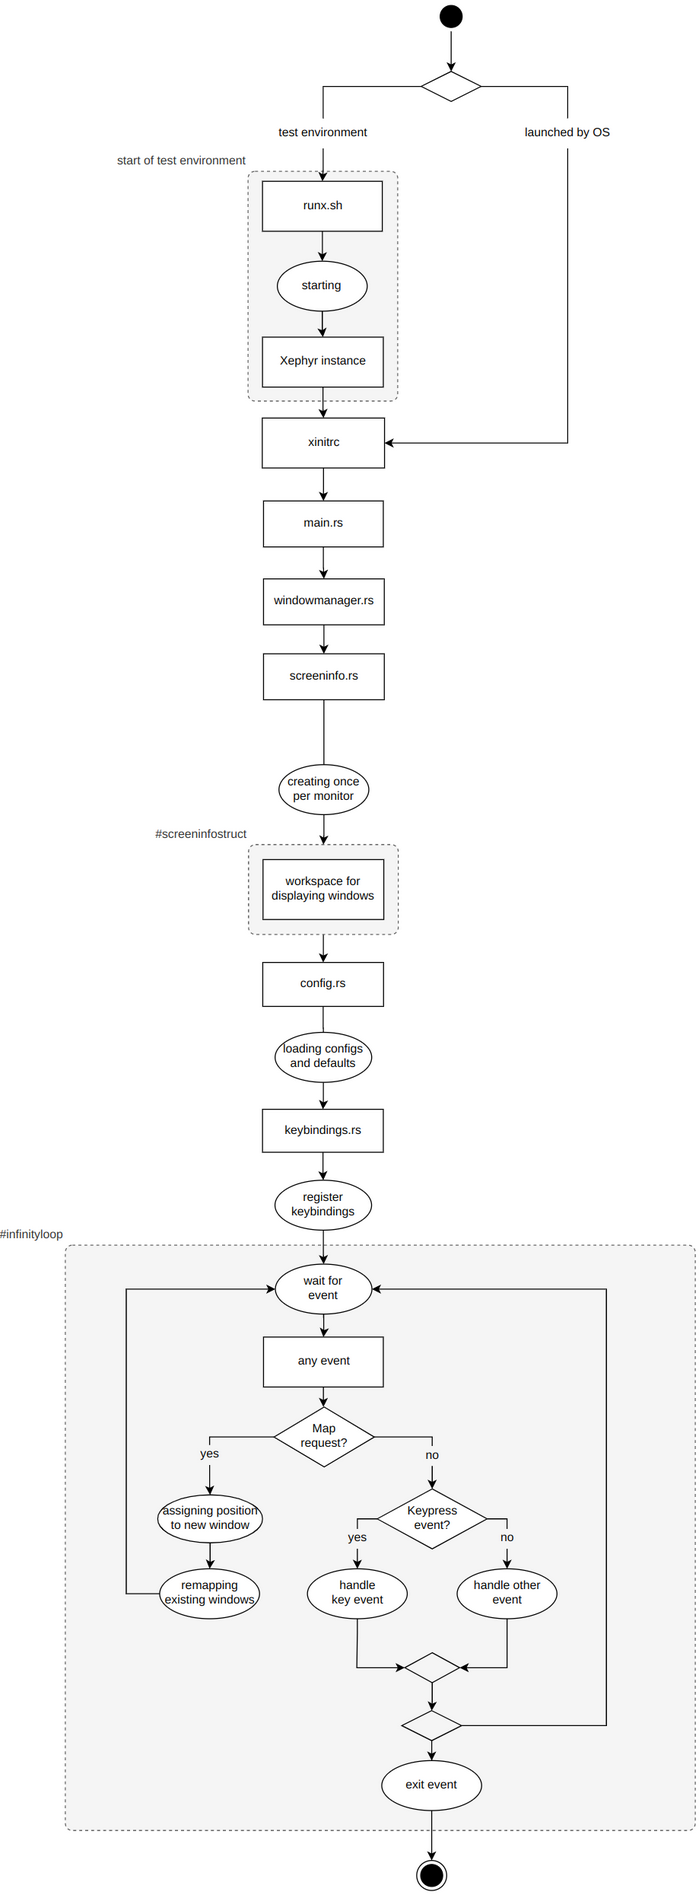 test environment
launched by OS
start of test environment
runx.sh
starting
Xephyr instance
xinitrc
main.rs
windowmanager.rs
screeninfo.rs
creating once
per monitor
#screeninfostruct
workspace for
displaying windows
config.rs
loading configs
and defaults
keybindings.rs
register
keybindings
#infinityloop
wait for
event
any event
Map
request?
yes
no
assigning position
to new window
Keypress
event?
yes
no
remapping
existing windows
handle
key event
handle other
event
exit event